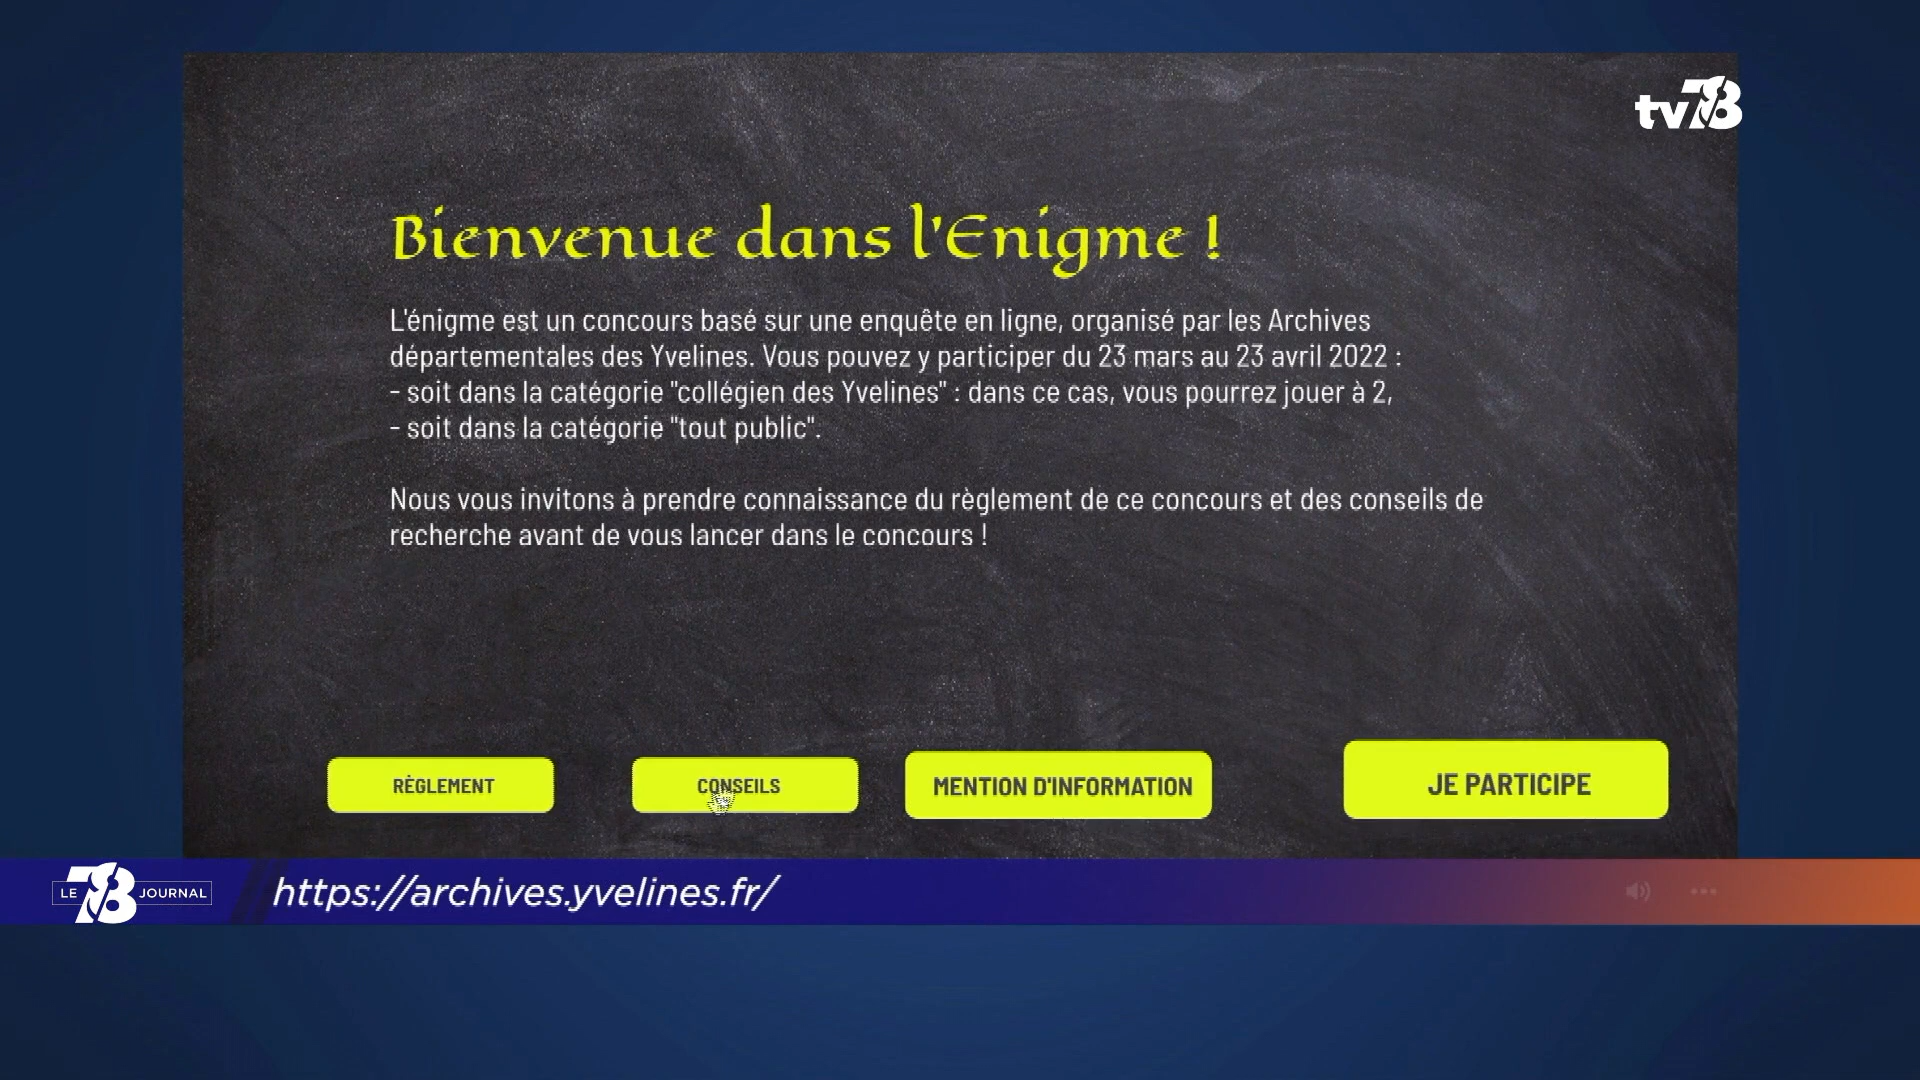 tv78
Bienvenue dans l'Enigme !
L'énigme est un concours basé sur une enquête en ligne, organisé par les Archives
départementales des Yvelines. Vous pouvez y participer du 23 mars au 23 avril 2022 :
- soit dans la catégorie "collégien des Yvelines" : dans ce cas, vous pourrez jouer à 2,
- soit dans la catégorie "tout public".
Nous vous invitons à prendre connaissance du règlement de ce concours et des conseils de
recherche avant de vous lancer dans le concours !
RÈGLEMENT
CONSEILS
MENTION D'INFORMATION
JE PARTICIPE
LE 78 JOURNAL
https://archives.yvelines.fr/